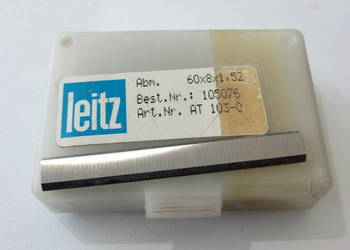 leitz
Abm. 60x8x1,52
Best.Nr.: 105076
Art.Nr. AT 103-0